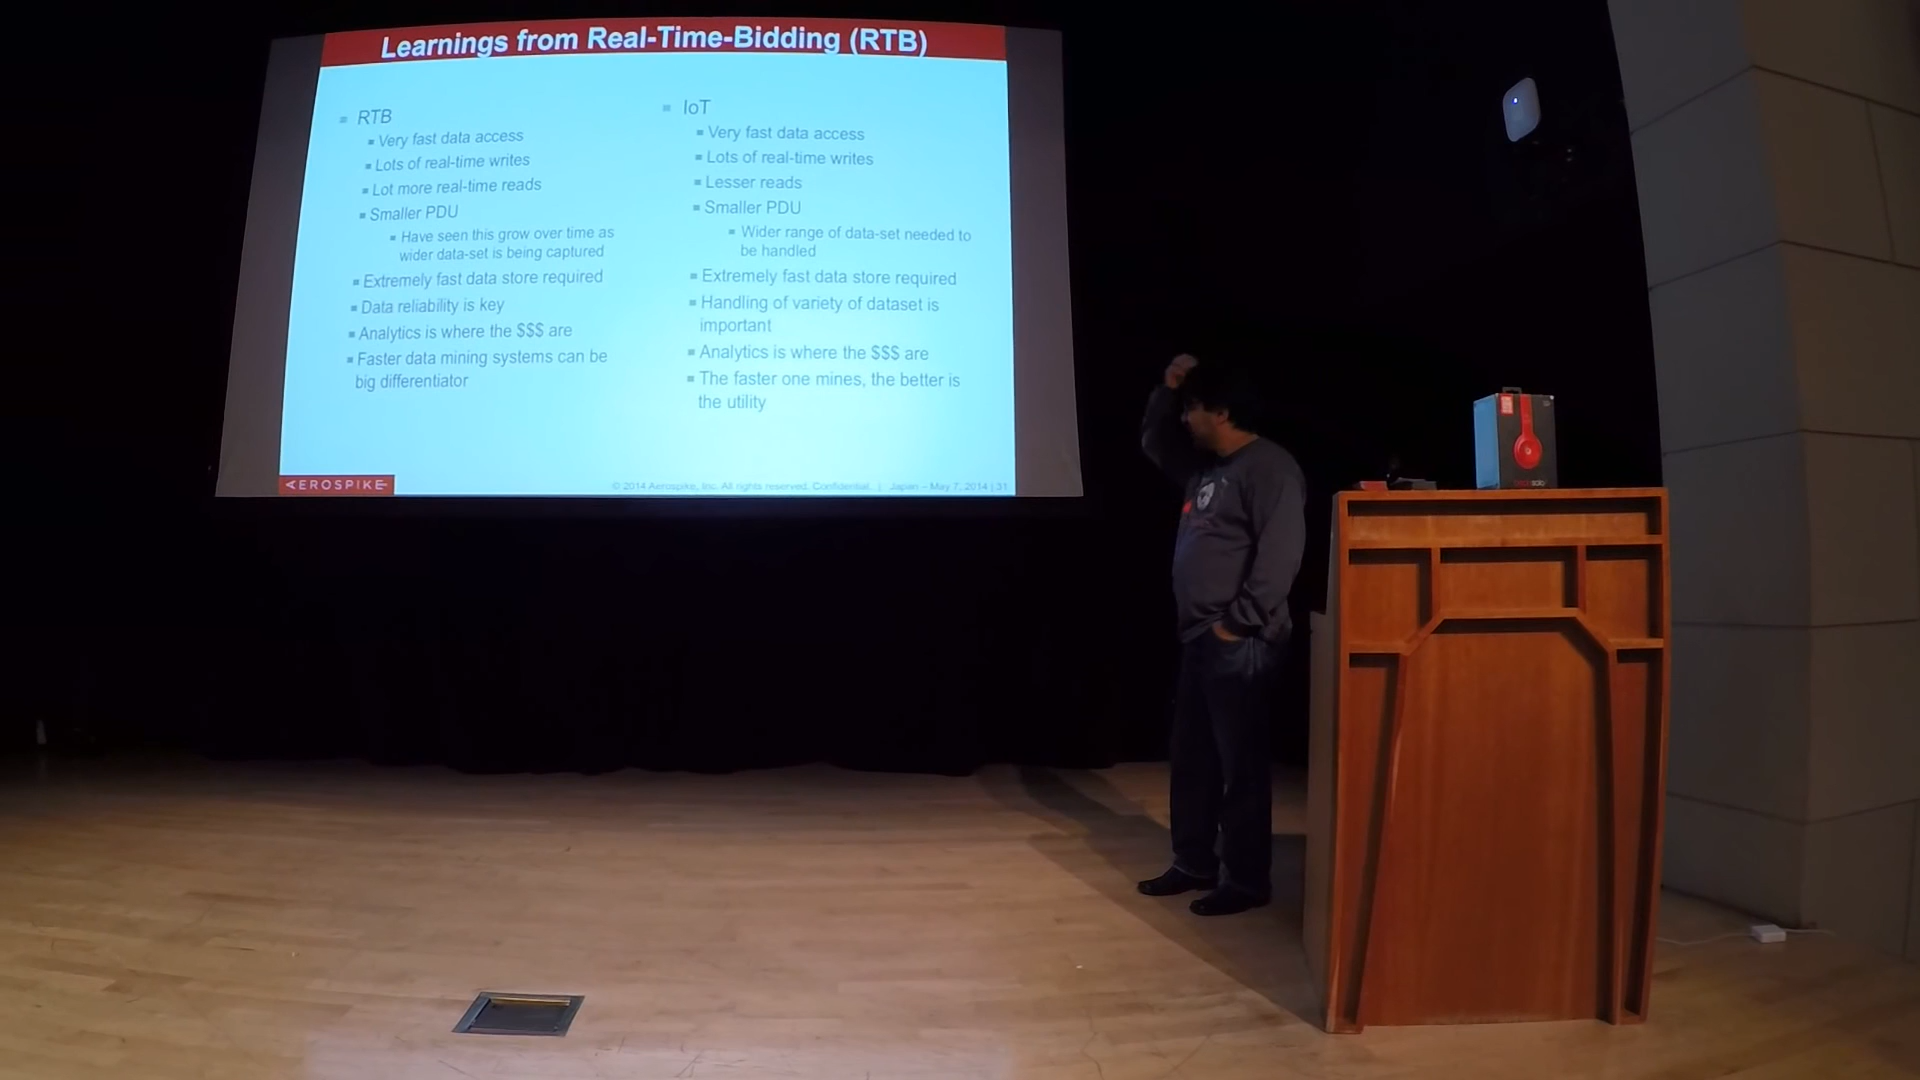 Learnings from Real-Time-Bidding (RTB)
RTB
Very fast data access
Lots of real-time writes
Lot more real-time reads
Smaller PDU
Have seen this grow over time as
wider data-set is being captured
Extremely fast data store required
Data reliability is key
Analytics is where the $$$ are
Faster data mining systems can be
big differentiator
IoT
Very fast data access
Lots of real-time writes
Lesser reads
Smaller PDU
Wider range of data-set needed to
be handled
Extremely fast data store required
Handling of variety of dataset is
important
Analytics is where the $$$ are
The faster one mines, the better is
the utility
AEROSPIKE
© 2014 Aerospike, Inc. All rights reserved. Confidential. | Japan – May 7, 2014 | 31